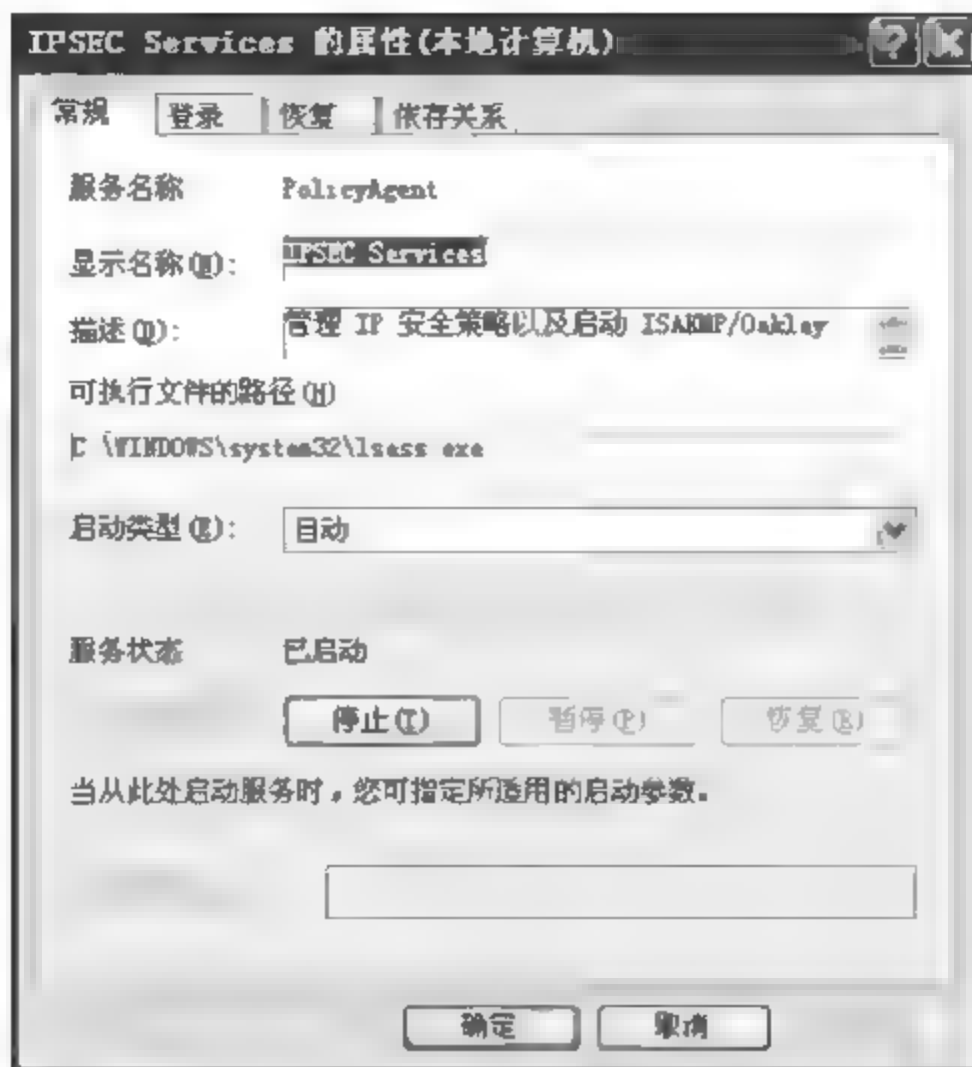 IPSEC Services 的属性(本地计算机)
常规 登录 恢复 依存关系
服务名称 PolicyAgent
显示名称(N): IPSEC Services
描述(D): 管理 IP 安全策略以及启动 ISAKMP/Oakley
可执行文件的路径(H)
C \WINDOWS\system32\lsass exe
启动类型(E): 自动
服务状态 已启动
停止(T) 暂停(P) 恢复(R)
当从此处启动服务时，您可指定所适用的启动参数。
确定 取消